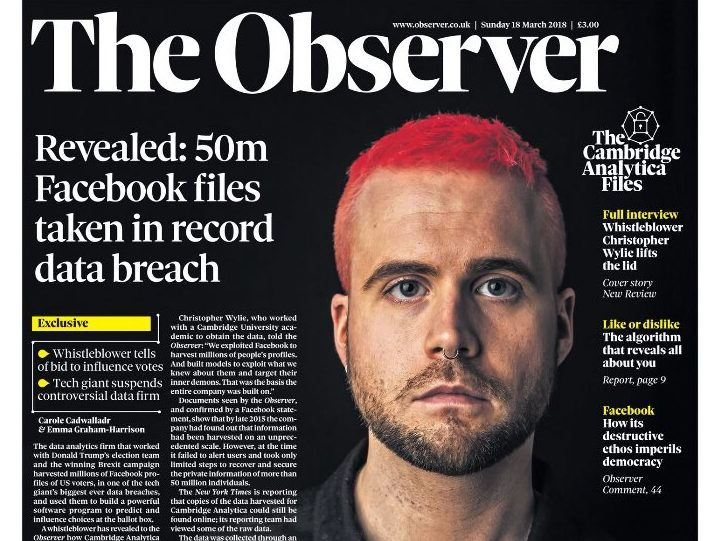 www.observer.co.uk | Sunday 18 March 2018 | £3.00
The Observer
Revealed: 50m
Facebook files
taken in record
data breach
Exclusive
Whistleblower tells
of bid to influence votes
Tech giant suspends
controversial data firm
Carole Cadwalladr
& Emma Graham-Harrison
The data analytics firm that worked
with Donald Trump's election team
and the winning Brexit campaign
harvested millions of Facebook pro-
files of US voters, in one of the tech
giant's biggest ever data breaches,
and used them to build a powerful
software program to predict and
influence choices at the ballot box.
A whistleblower has revealed to the
Observer how Cambridge Analytica
Christopher Wylie, who worked
with a Cambridge University aca-
demic to obtain the data, told the
Observer: "We exploited Facebook to
harvest millions of people's profiles.
And built models to exploit what we
knew about them and target their
inner demons. That was the basis the
entire company was built on."
Documents seen by the Observer,
and confirmed by a Facebook state-
ment, show that by late 2015 the com-
pany had found out that information
had been harvested on an unprec-
edented scale. However, at the time
it failed to alert users and took only
limited steps to recover and secure
the private information of more than
50 million individuals.
The New York Times is reporting
that copies of the data harvested for
Cambridge Analytica could still be
found online; its reporting team had
viewed some of the raw data.
The data was collected through an
The
Cambridge
Analytica
Files
Full interview
Whistleblower
Christopher
Wylie lifts
the lid
Cover story
New Review
Like or dislike
The algorithm
that reveals all
about you
Report, page 9
Facebook
How its
destructive
ethos imperils
democracy
Observer
Comment, 44